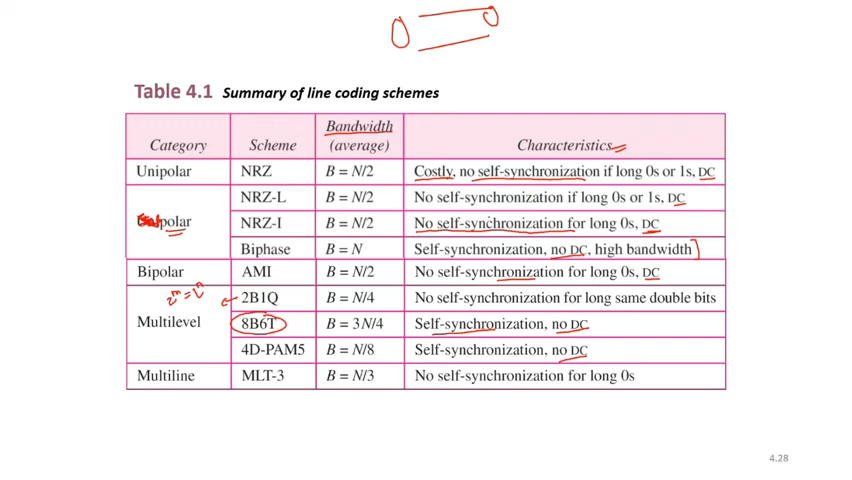 Table 4.1 Summary of line coding schemes
Category Scheme Bandwidth (average) Characteristics
Unipolar NRZ B = N/2 Costly, no self-synchronization if long 0s or 1s, DC
NRZ-L B = N/2 No self-synchronization if long 0s or 1s, DC
polar NRZ-I B = N/2 No self-synchronization for long 0s, DC
Biphase B = N Self-synchronization, no DC, high bandwidth
Bipolar AMI B = N/2 No self-synchronization for long 0s, DC
2B1Q B = N/4 No self-synchronization for long same double bits
Multilevel 8B6T B = 3N/4 Self-synchronization, no DC
4D-PAM5 B = N/8 Self-synchronization, no DC
Multiline MLT-3 B = N/3 No self-synchronization for long 0s
4.28